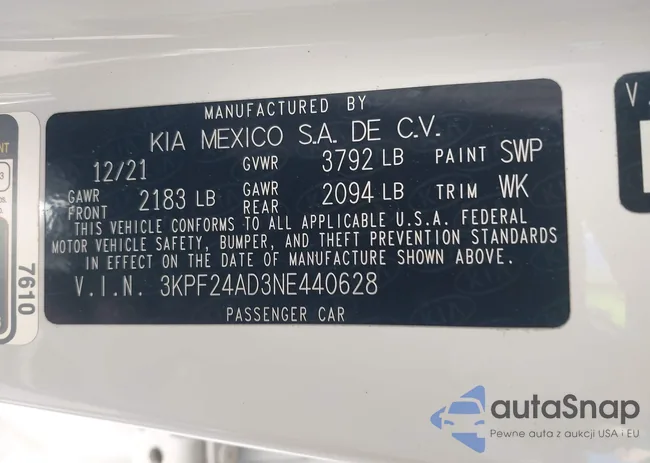 MANUFACTURED BY
KIA MEXICO S.A. DE C.V.
12/21 GVWR 3792 LB PAINT SWP
GAWR FRONT 2183 LB GAWR REAR 2094 LB TRIM WK
THIS VEHICLE CONFORMS TO ALL APPLICABLE U.S.A. FEDERAL
MOTOR VEHICLE SAFETY, BUMPER, AND THEFT PREVENTION STANDARDS
IN EFFECT ON THE DATE OF MANUFACTURE SHOWN ABOVE.
V.I.N. 3KPF24AD3NE440628
PASSENGER CAR
7610
V.
autaSnap
Pewne auta z aukcji USA i EU